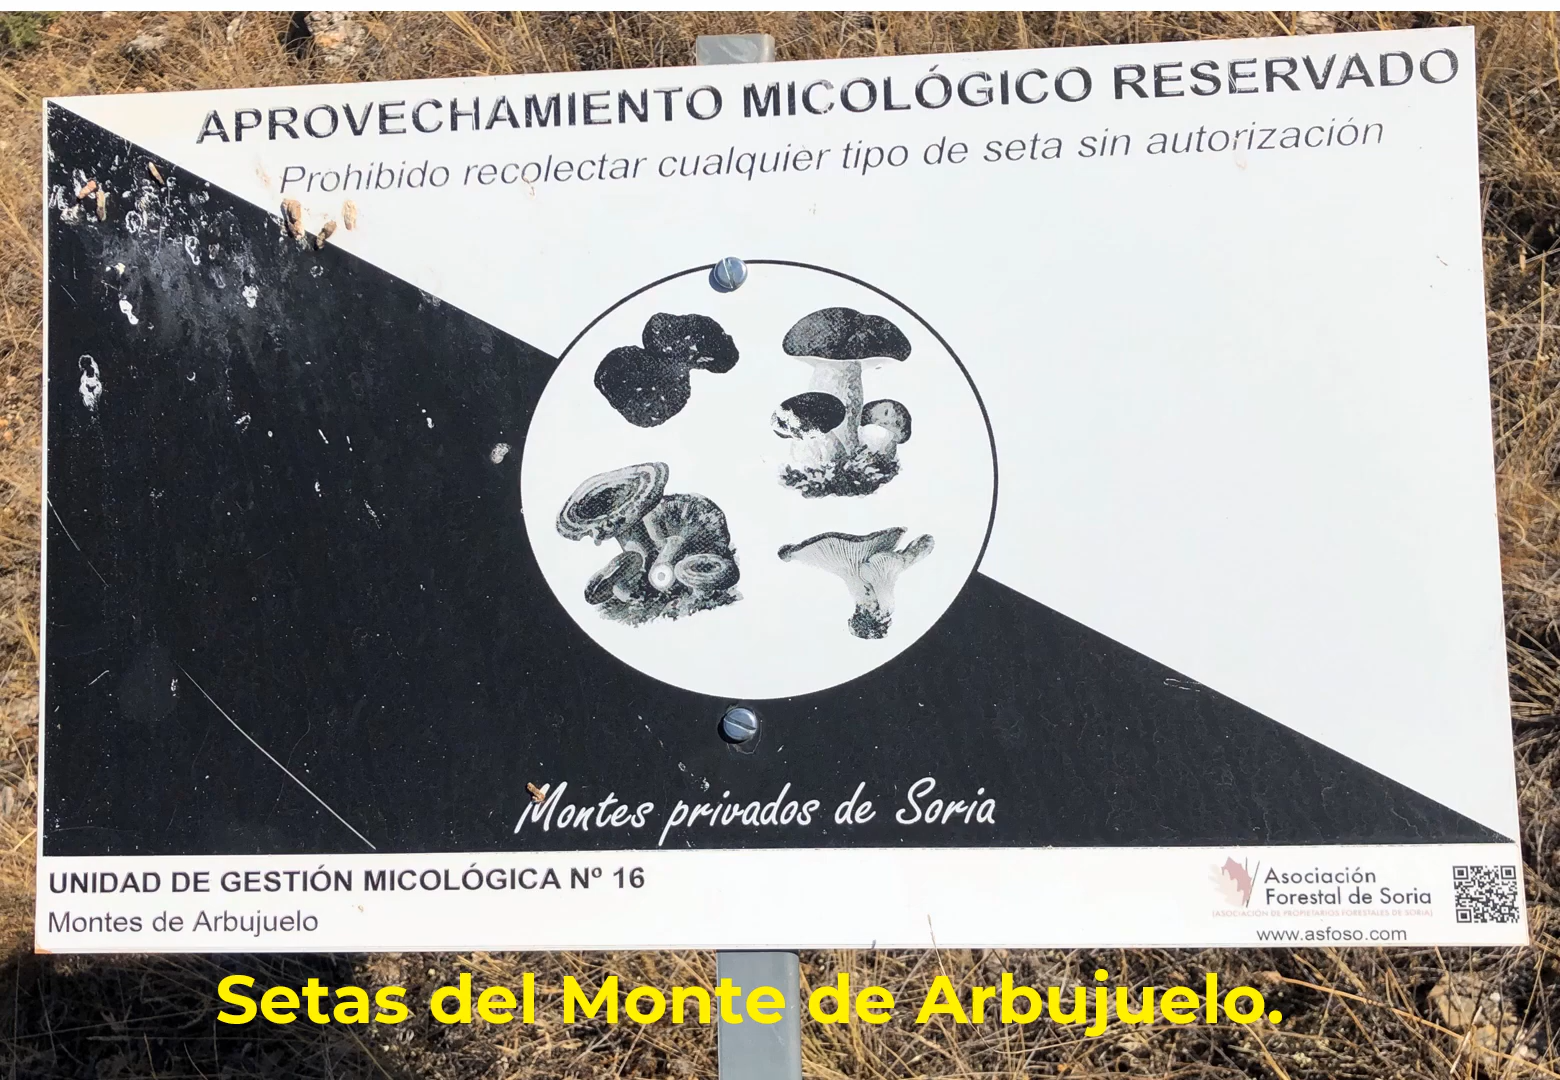 APROVECHAMIENTO MICOLÓGICO RESERVADO
Prohibido recolectar cualquier tipo de seta sin autorización
Montes privados de Soria
UNIDAD DE GESTIÓN MICOLÓGICA Nº 16
Montes de Arbujuelo
Asociación
Forestal de Soria
(ASOCIACIÓN DE PROPIETARIOS FORESTALES DE SORIA)
www.asfoso.com
Setas del Monte de Arbujuelo.